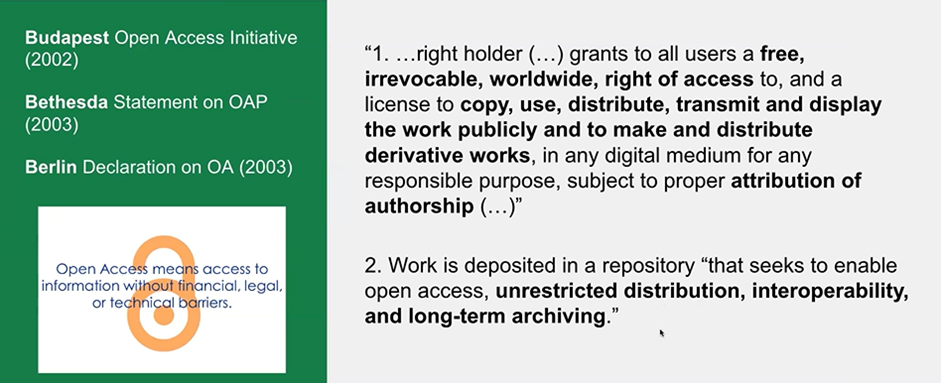 Budapest Open Access Initiative
(2002)
Bethesda Statement on OAP
(2003)
Berlin Declaration on OA (2003)
Open Access means access to
information without financial, legal,
or technical barriers.
“1. …right holder (…) grants to all users a free,
irrevocable, worldwide, right of access to, and a
license to copy, use, distribute, transmit and display
the work publicly and to make and distribute
derivative works, in any digital medium for any
responsible purpose, subject to proper attribution of
authorship (…)”
2. Work is deposited in a repository “that seeks to enable
open access, unrestricted distribution, interoperability,
and long-term archiving.”